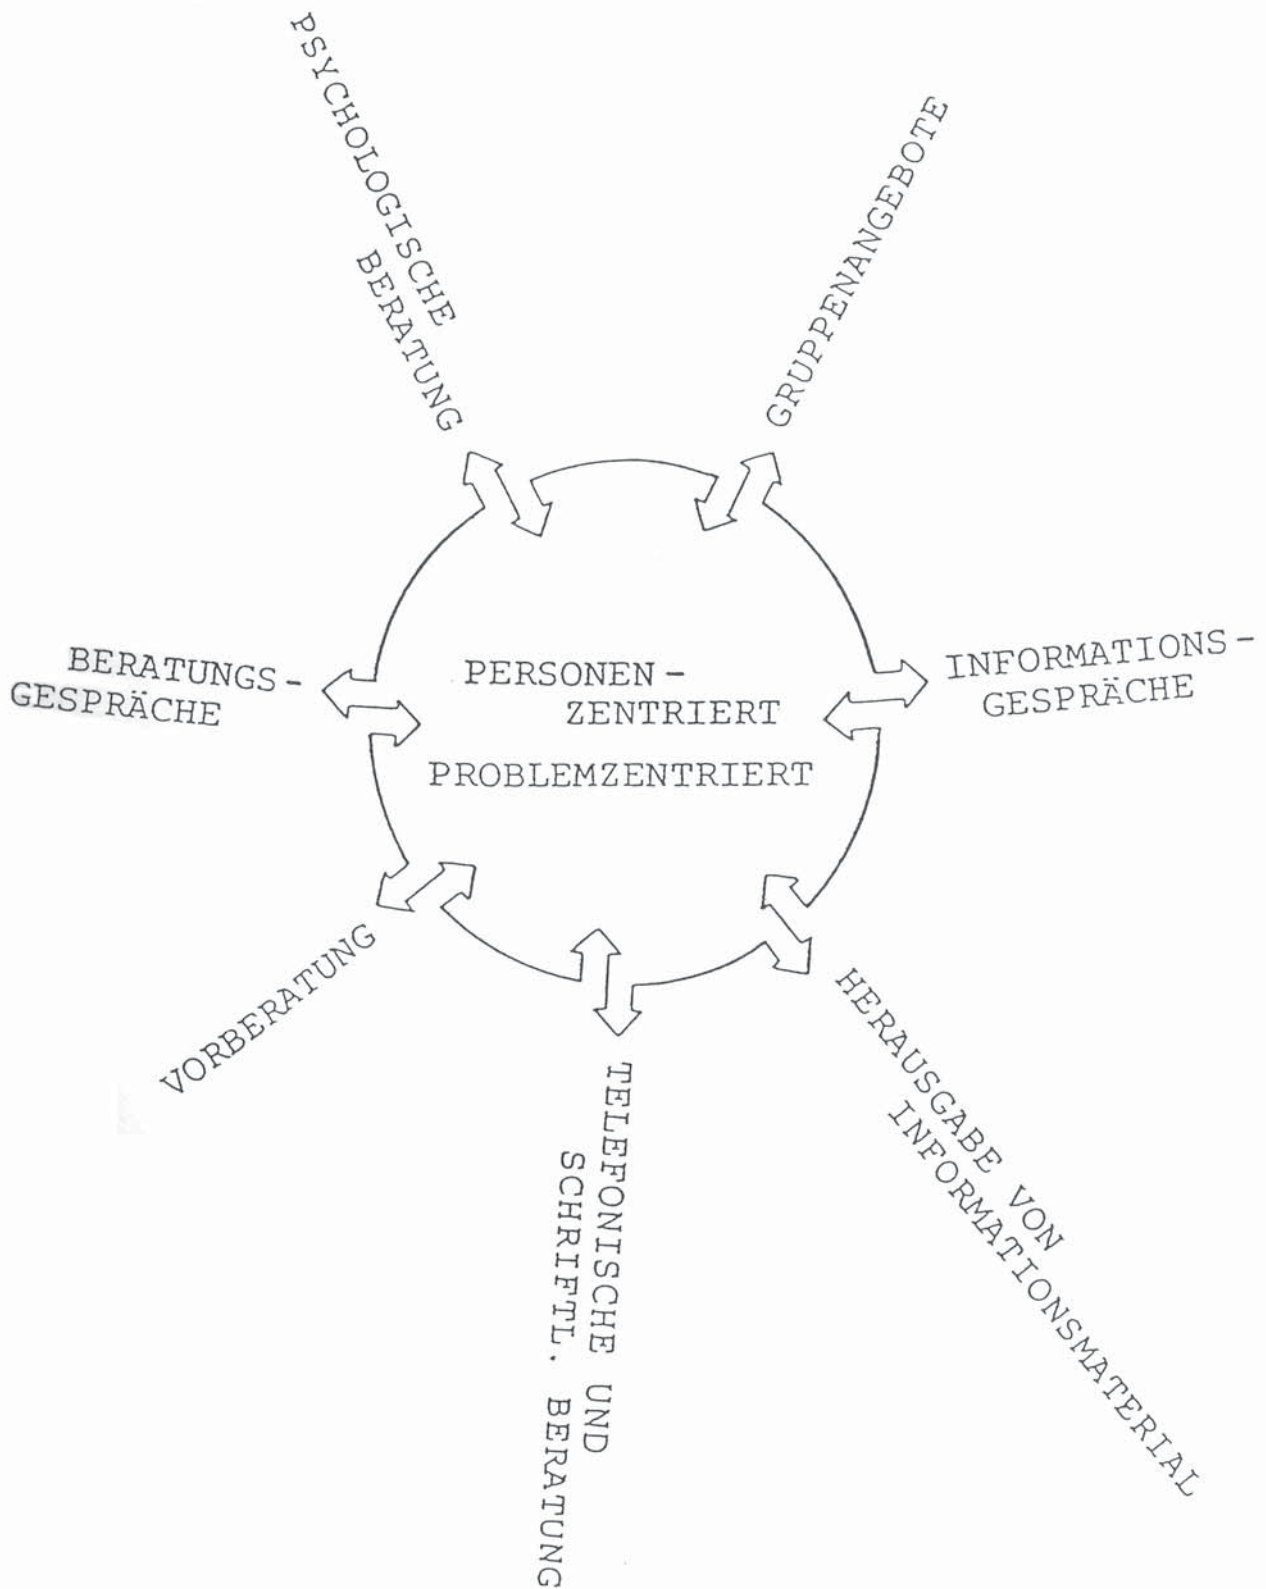 PSYCHOLOGISCHE
BERATUNG
GRUPPENANGEBOTE
BERATUNGS-
GESPRÄCHE
PERSONEN-
ZENTRIERT
PROBLEMZENTRIERT
INFORMATIONS-
GESPRÄCHE
VORBERATUNG
TELEFONISCHE UND
SCHRIFTL. BERATUNG
HERAUSGABE VON
INFORMATIONSMATERIAL